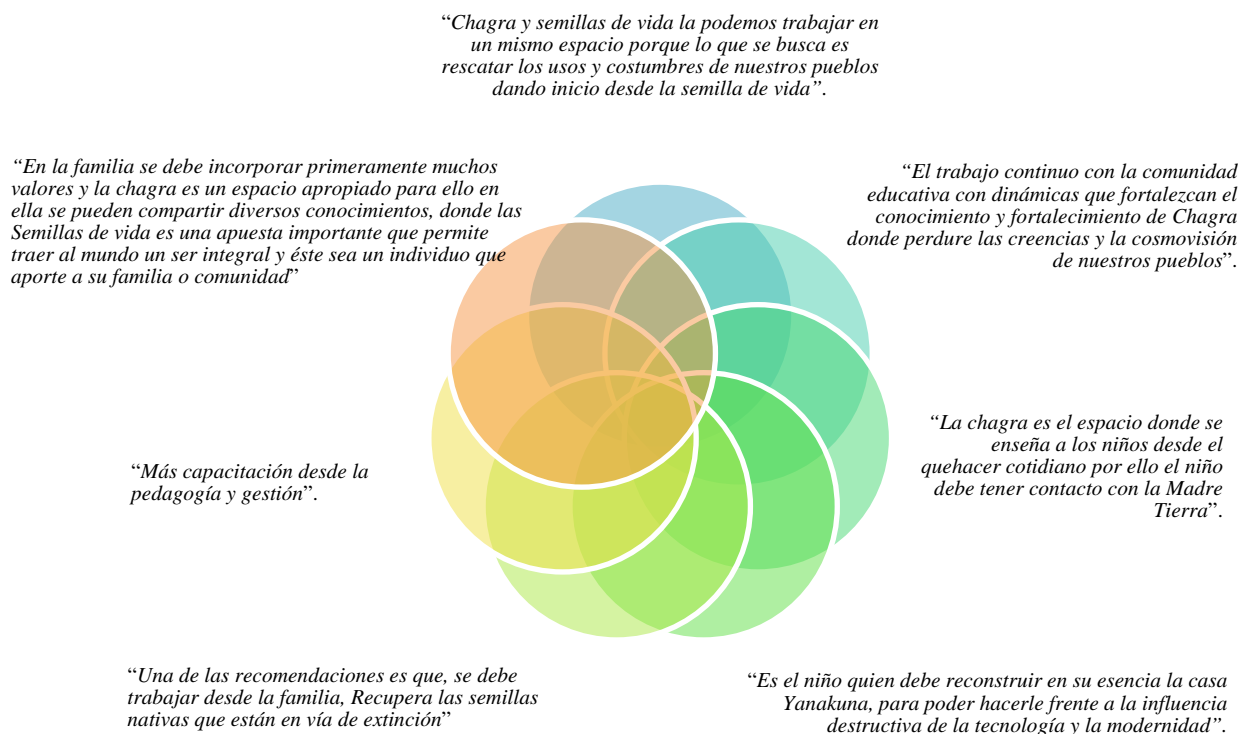 “Chagra y semillas de vida la podemos trabajar en
un mismo espacio porque lo que se busca es
rescatar los usos y costumbres de nuestros pueblos
dando inicio desde la semilla de vida”.
“En la familia se debe incorporar primeramente muchos
valores y la chagra es un espacio apropiado para ello en
ella se pueden compartir diversos conocimientos, donde las
Semillas de vida es una apuesta importante que permite
traer al mundo un ser integral y éste sea un individuo que
aporte a su familia o comunidad”
“El trabajo continuo con la comunidad
educativa con dinámicas que fortalezcan el
conocimiento y fortalecimiento de Chagra
donde perdure las creencias y la cosmovisión
de nuestros pueblos”.
“La chagra es el espacio donde se
enseña a los niños desde el
quehacer cotidiano por ello el niño
debe tener contacto con la Madre
Tierra”.
“Más capacitación desde la
pedagogía y gestión”.
“Una de las recomendaciones es que, se debe
trabajar desde la familia, Recupera las semillas
nativas que están en vía de extinción”
“Es el niño quien debe reconstruir en su esencia la casa
Yanakuna, para poder hacerle frente a la influencia
destructiva de la tecnología y la modernidad”.